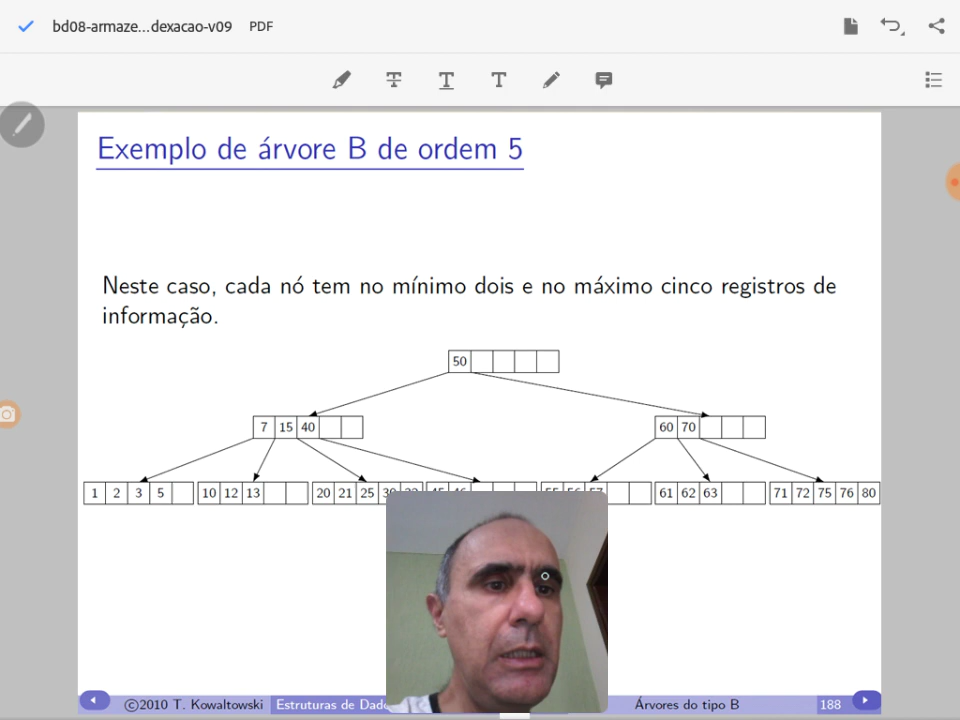 bd08-armaze...dexacao-v09 PDF
Exemplo de árvore B de ordem 5
Neste caso, cada nó tem no mínimo dois e no máximo cinco registros de
informação.
50
7 15 40 60 70
1 2 3 5 10 12 13 20 21 25 61 62 63 71 72 75 76 80
©2010 T. Kowaltowski Estruturas de Árvores do tipo B 188